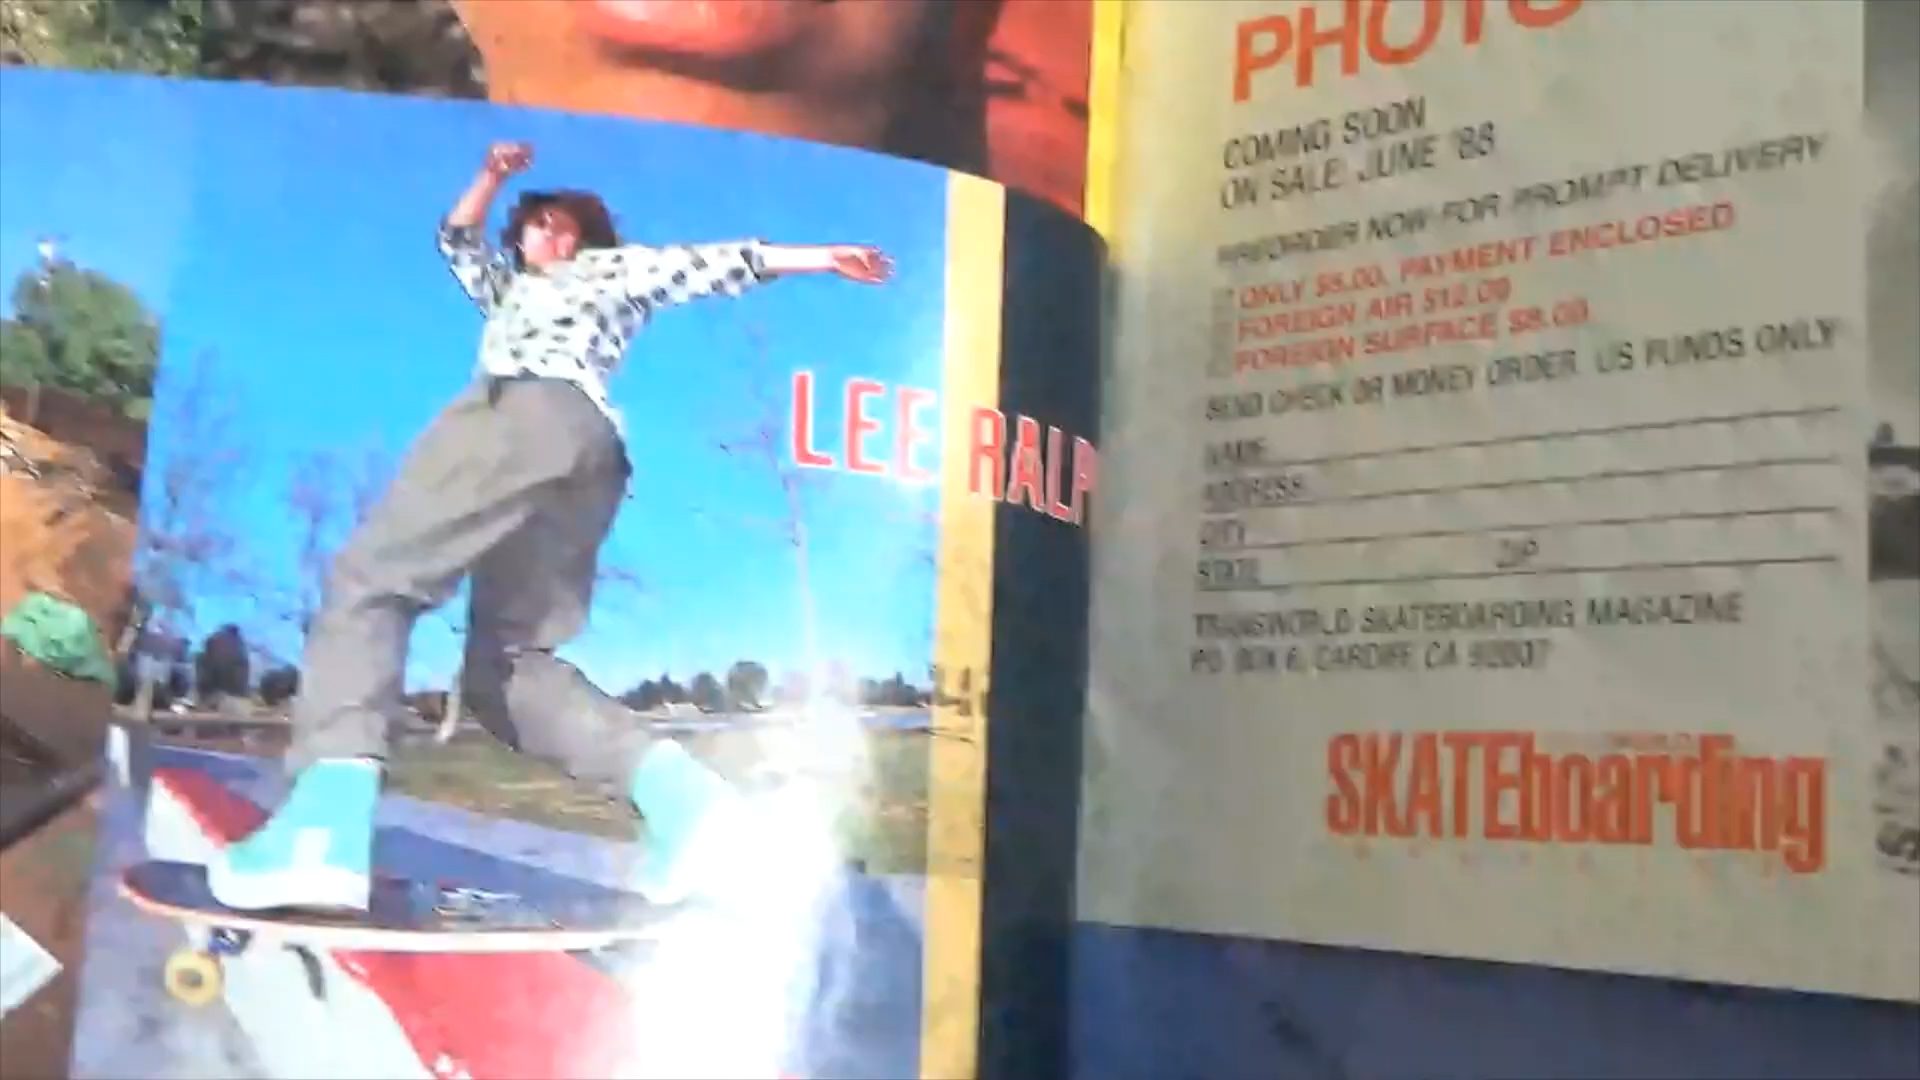 LEE RALP
PHOTO
COMING SOON
ON SALE JUNE '88
PREORDER NOW FOR PROMPT DELIVERY
ONLY $5.00, PAYMENT ENCLOSED
FOREIGN AIR $12.00
FOREIGN SURFACE $8.00
SEND CHECK OR MONEY ORDER. US FUNDS ONLY
NAME
ADDRESS
CITY
STATE ZIP
TRANSWORLD SKATEBOARDING MAGAZINE
PO BOX 6, CARDIFF, CA 92007
SKATEboarding